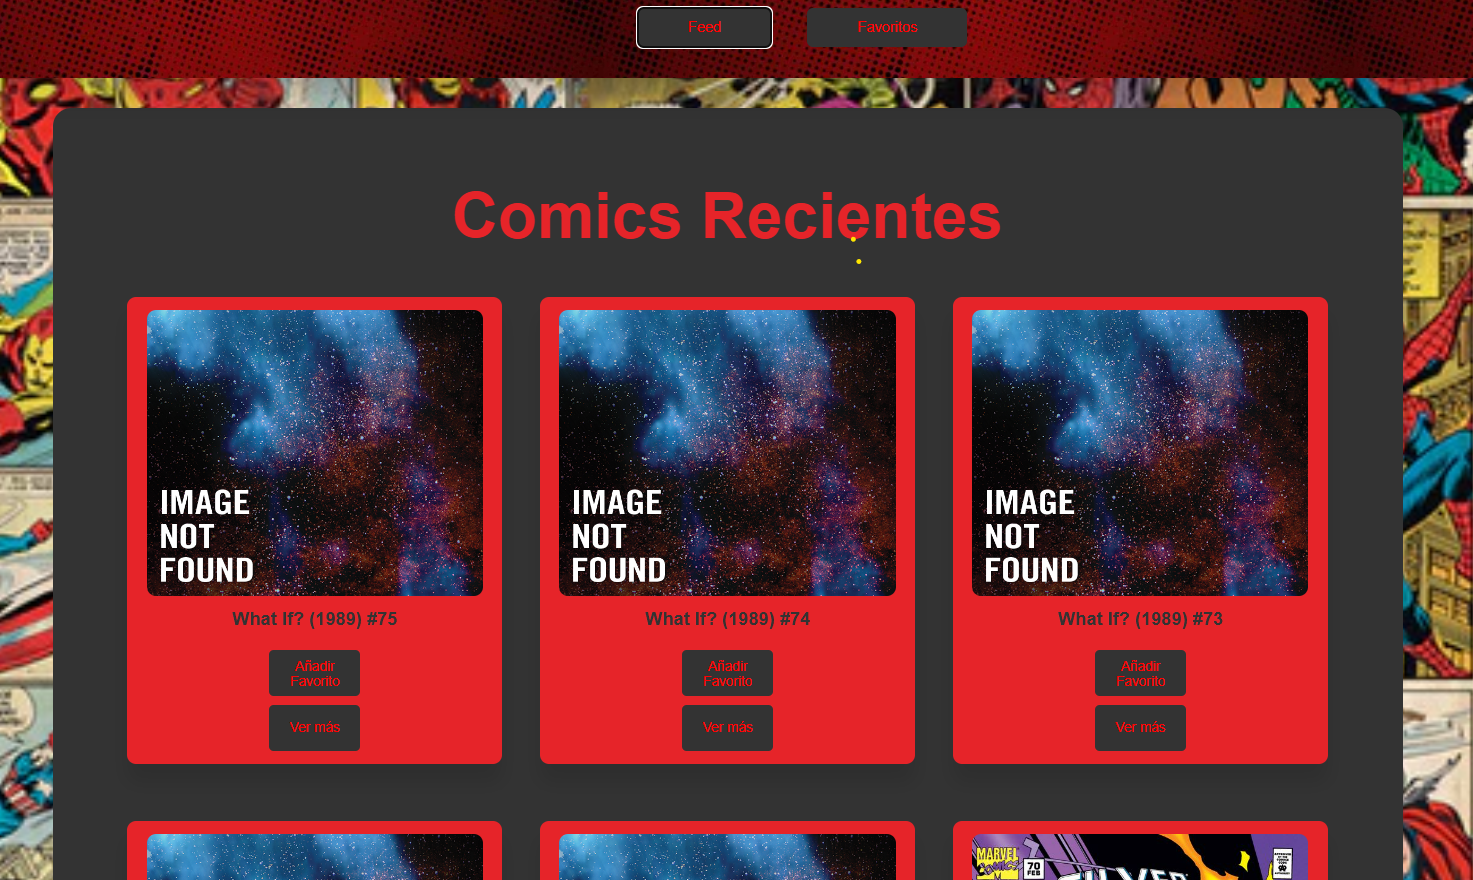 Feed
Favoritos
Comics Recientes
IMAGE
NOT
FOUND
What If? (1989) #75
Añadir
Favorito
Ver más
IMAGE
NOT
FOUND
What If? (1989) #74
Añadir
Favorito
Ver más
IMAGE
NOT
FOUND
What If? (1989) #73
Añadir
Favorito
Ver más
MARVEL
COMICS
70
FEB